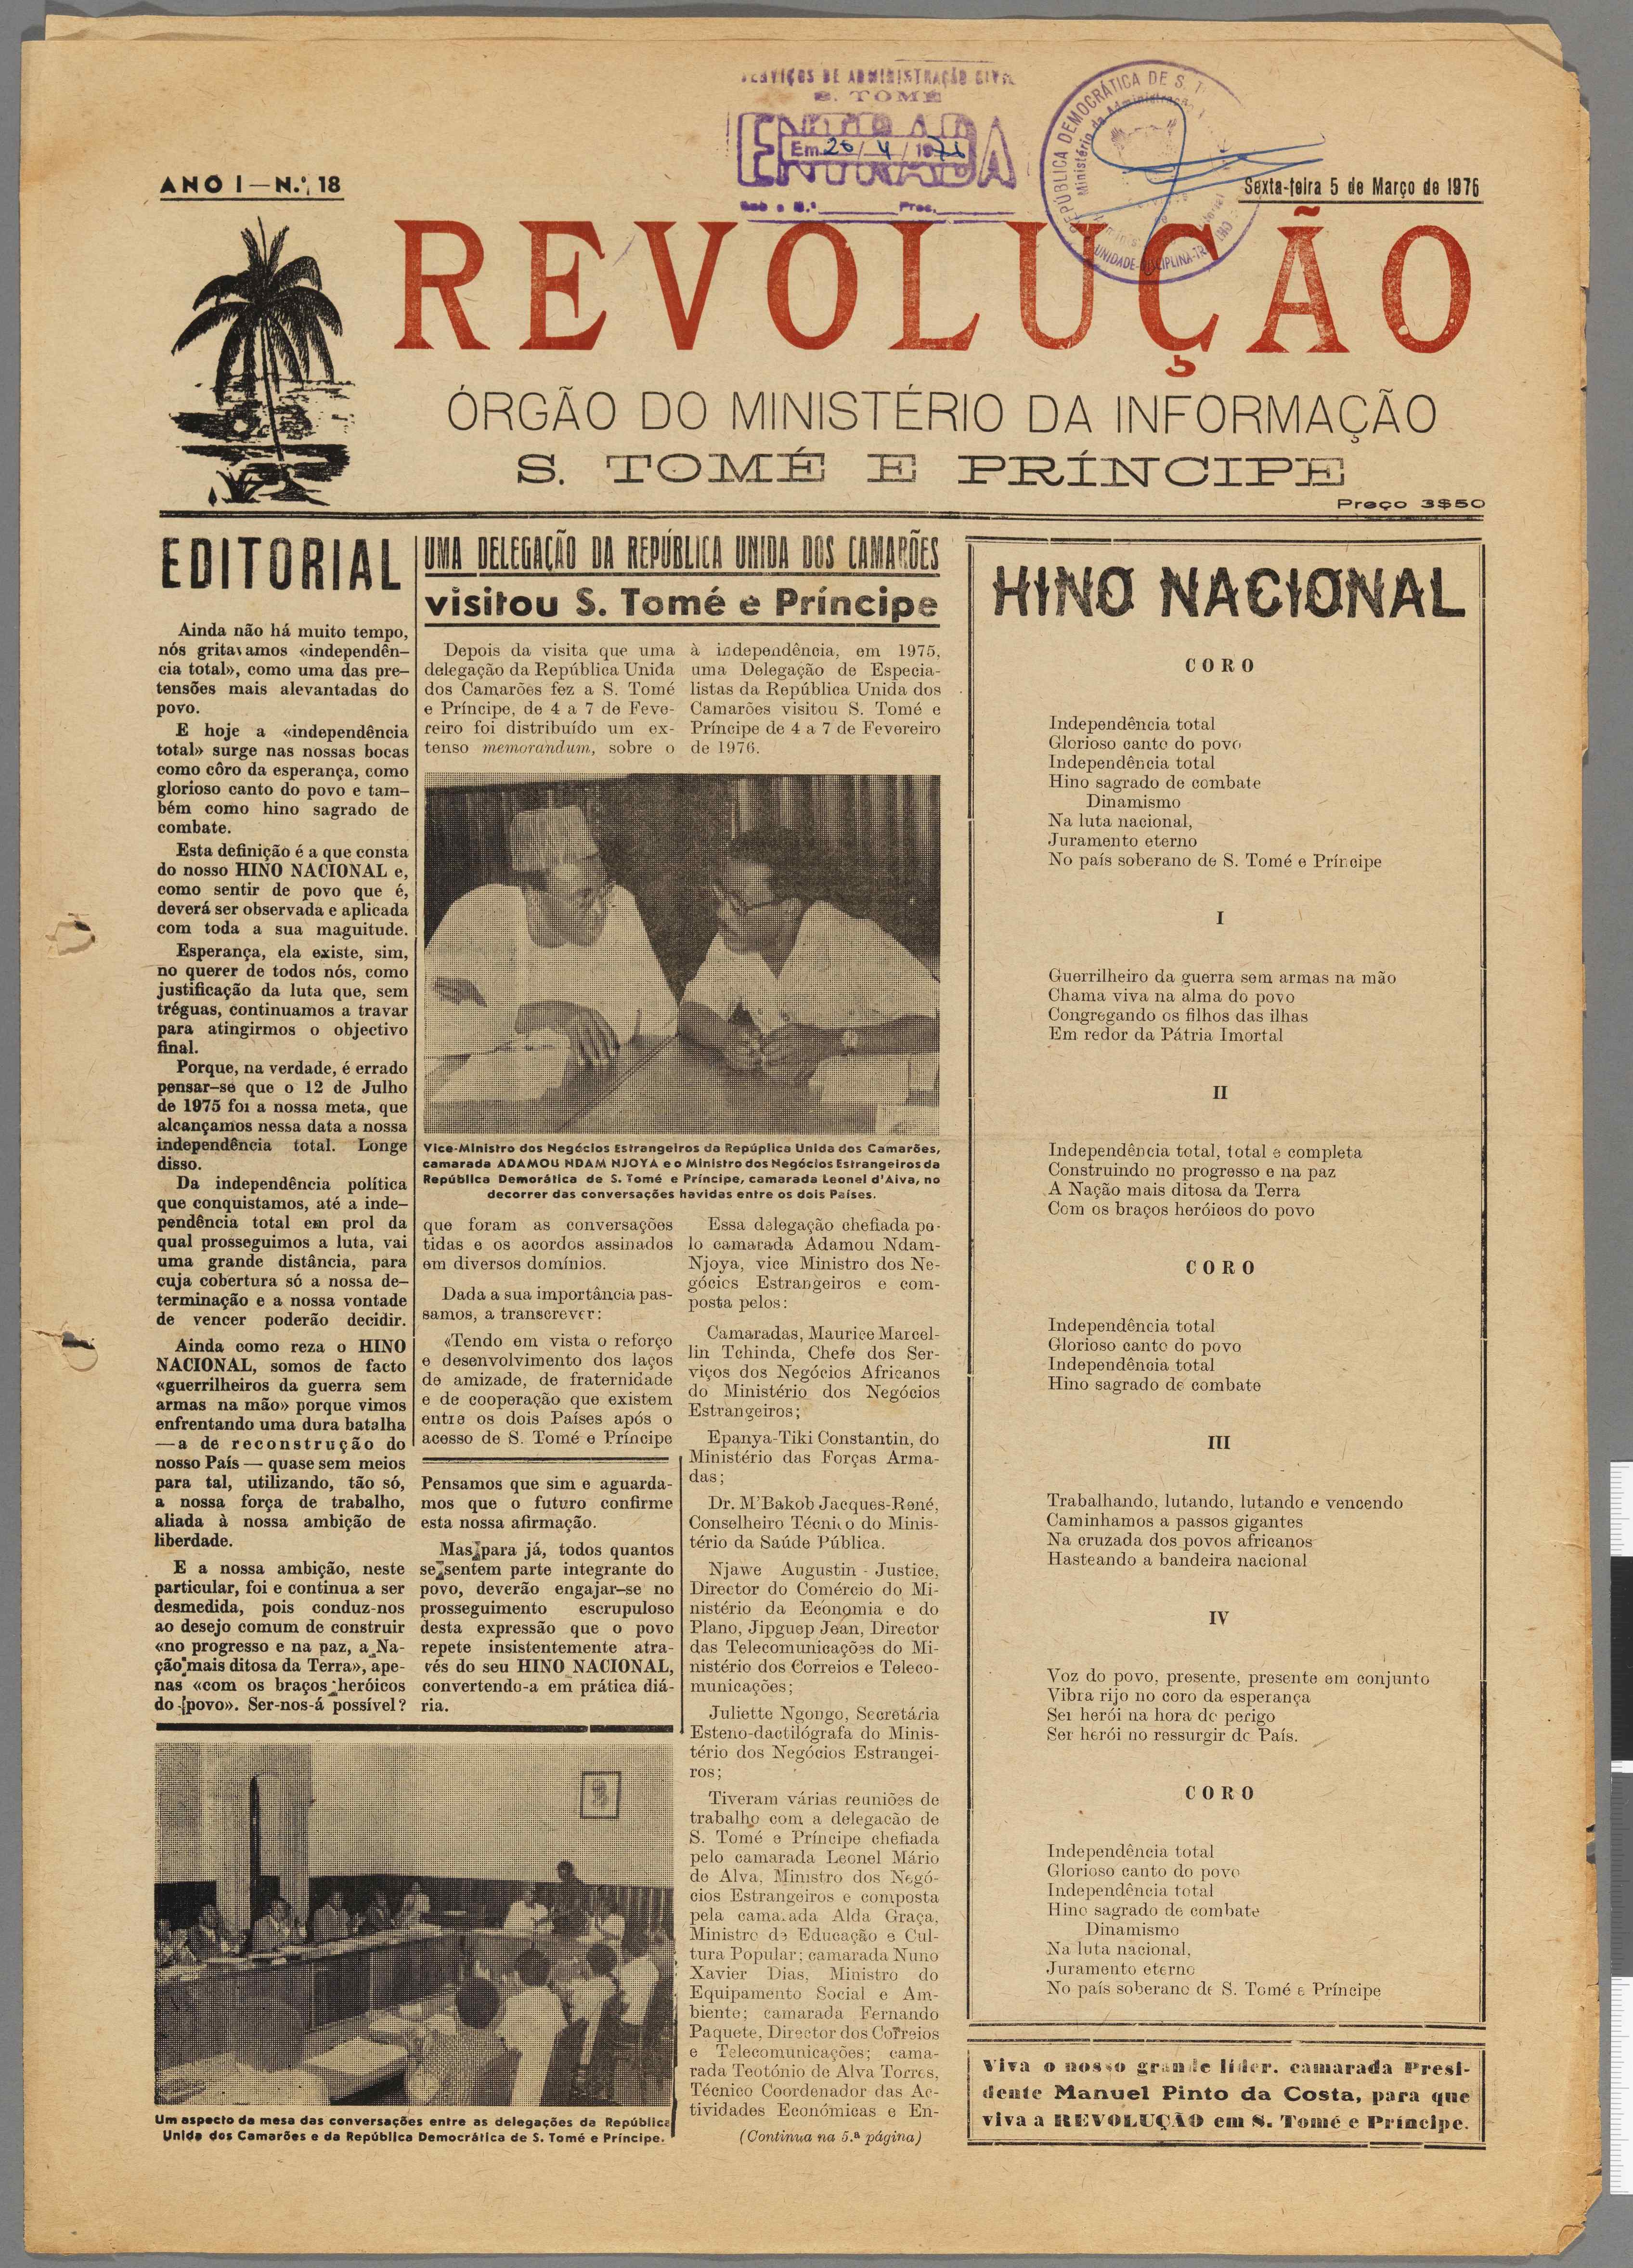 SERVIÇOS DE ADMINISTRAÇÃO CIVIL
S. TOMÉ
ENTRADA
Em 26/4/1976
Sob o N.º Proc.
REPÚBLICA DEMOCRÁTICA DE S. T
Ministério da Administração
UNIDADE-DISCIPLINA-TRABALHO
ANO I — N.º 18
Sexta-feira 5 de Março de 1976
REVOLUÇÃO
ÓRGÃO DO MINISTÉRIO DA INFORMAÇÃO
S. TOMÉ E PRÍNCIPE
Preço 3$50
EDITORIAL
Ainda não há muito tempo,
nós gritavamos «independên–
cia total», como uma das pre–
tensões mais alevantadas do
povo.
E hoje a «independência
total» surge nas nossas bocas
como côro da esperança, como
glorioso canto do povo e tam–
bém como hino sagrado de
combate.
Esta definição é a que consta
do nosso HINO NACIONAL e,
como sentir de povo que é,
deverá ser observada e aplicada
com toda a sua maguitude.
Esperança, ela existe, sim,
no querer de todos nós, como
justificação da luta que, sem
tréguas, continuamos a travar
para atingirmos o objectivo
final.
Porque, na verdade, é errado
pensar–se que o 12 de Julho
de 1975 foi a nossa meta, que
alcançamos nessa data a nossa
independência total. Longe
disso.
Da independência política
que conquistamos, até a inde–
pendência total em prol da
qual prosseguimos a luta, vai
uma grande distância, para
cuja cobertura só a nossa de–
terminação e a nossa vontade
de vencer poderão decidir.
Ainda como reza o HINO
NACIONAL, somos de facto
«guerrilheiros da guerra sem
armas na mão» porque vimos
enfrentando uma dura batalha
—a de reconstrução do
nosso País — quase sem meios
para tal, utilizando, tão só,
a nossa força de trabalho,
aliada à nossa ambição de
liberdade.
E a nossa ambição, neste
particular, foi e continua a ser
desmedida, pois conduz-nos
ao desejo comum de construir
«no progresso e na paz, a Na-
ção mais ditosa da Terra», ape-
nas «com os braços heróicos
do povo». Ser-nos-á possível?
Pensamos que sim e aguarda-
mos que o futuro confirme
esta nossa afirmação.
Mas para já, todos quantos
se sentem parte integrante do
povo, deverão engajar–se no
prosseguimento escrupuloso
desta expressão que o povo
repete insistentemente atra-
vés do seu HINO NACIONAL,
convertendo-a em prática diá-
ria.
UMA DELEGAÇÃO DA REPÚBLICA UNIDA DOS CAMARÕES
visitou S. Tomé e Príncipe
Depois da visita que uma
delegação da República Unida
dos Camarões fez a S. Tomé
e Príncipe, de 4 a 7 de Feve-
reiro foi distribuído um ex-
tenso memorandum, sobre o
que foram as conversações
tidas e os acordos assinados
em diversos domínios.
Dada a sua importância pas-
samos, a transcrever:
«Tendo em vista o reforço
e desenvolvimento dos laços
de amizade, de fraternidade
e de cooperação que existem
entre os dois Países após o
acesso de S. Tomé e Príncipe
à independência, em 1975,
uma Delegação de Especia-
listas da República Unida dos
Camarões visitou S. Tomé e
Príncipe de 4 a 7 de Fevereiro
de 1976.
Vice-Ministro dos Negócios Estrangeiros da Repúplica Unida dos Camarões,
camarada ADAMOU NDAM NJOYA e o Ministro dos Negócios Estrangeiros da
República Demorática de S. Tomé e Príncipe, camarada Leonel d'Alva, no
decorrer das conversações havidas entre os dois Países.
Essa delegação chefiada pe-
lo camarada Adamou Ndam-
Njoya, vice Ministro dos Ne-
gócios Estrangeiros e com-
posta pelos:
Camaradas, Maurice Marcel-
lin Tchinda, Chefe dos Ser-
viços dos Negócios Africanos
do Ministério dos Negócios
Estrangeiros;
Epanya-Tiki Constantin, do
Ministério das Forças Arma-
das;
Dr. M'Bakob Jacques-René,
Conselheiro Técnico do Minis-
tério da Saúde Pública.
Njawe Augustin - Justice,
Director do Comércio do Mi-
nistério da Economia e do
Plano, Jipguep Jean, Director
das Telecomunicações do Mi-
nistério dos Correios e Teleco-
municações;
Juliette Ngongo, Secretária
Esteno-dactilógrafa do Minis-
tério dos Negócios Estrangei-
ros;
Tiveram várias reuniões de
trabalho com a delegacão de
S. Tomé e Príncipe chefiada
pelo camarada Leonel Mário
de Alva, Ministro dos Negó-
cios Estrangeiros e composta
pela camarada Alda Graça,
Ministro da Educação e Cul-
tura Popular; camarada Nuno
Xavier Dias, Ministro do
Equipamento Social e Am-
biente; camarada Fernando
Paquete, Director dos Correios
e Telecomunicações; cama-
rada Teotónio de Alva Torres,
Técnico Coordenador das Ac-
tividades Económicas e En-
(Continua na 5.ª página)
Um aspecto da mesa das conversações entre as delegações da República
Unida dos Camarões e da República Democrática de S. Tomé e Príncipe.
HINO NACIONAL
CORO
Independência total
Glorioso canto do povo
Independência total
Hino sagrado de combate
Dinamismo
Na luta nacional,
Juramento eterno
No país soberano de S. Tomé e Príncipe
I
Guerrilheiro da guerra sem armas na mão
Chama viva na alma do povo
Congregando os filhos das ilhas
Em redor da Pátria Imortal
II
Independência total, total e completa
Construindo no progresso e na paz
A Nação mais ditosa da Terra
Com os braços heróicos do povo
CORO
Independência total
Glorioso canto do povo
Independência total
Hino sagrado de combate
III
Trabalhando, lutando, lutando e vencendo
Caminhamos a passos gigantes
Na cruzada dos povos africanos
Hasteando a bandeira nacional
IV
Voz do povo, presente, presente em conjunto
Vibra rijo no coro da esperança
Ser herói na hora do perigo
Ser herói no ressurgir do País.
CORO
Independência total
Glorioso canto do povo
Independência total
Hino sagrado de combate
Dinamismo
Na luta nacional,
Juramento eterno
No país soberano de S. Tomé e Príncipe
Viva o nosso grande líder, camarada Presi-
dente Manuel Pinto da Costa, para que
viva a REVOLUÇÃO em S. Tomé e Príncipe.